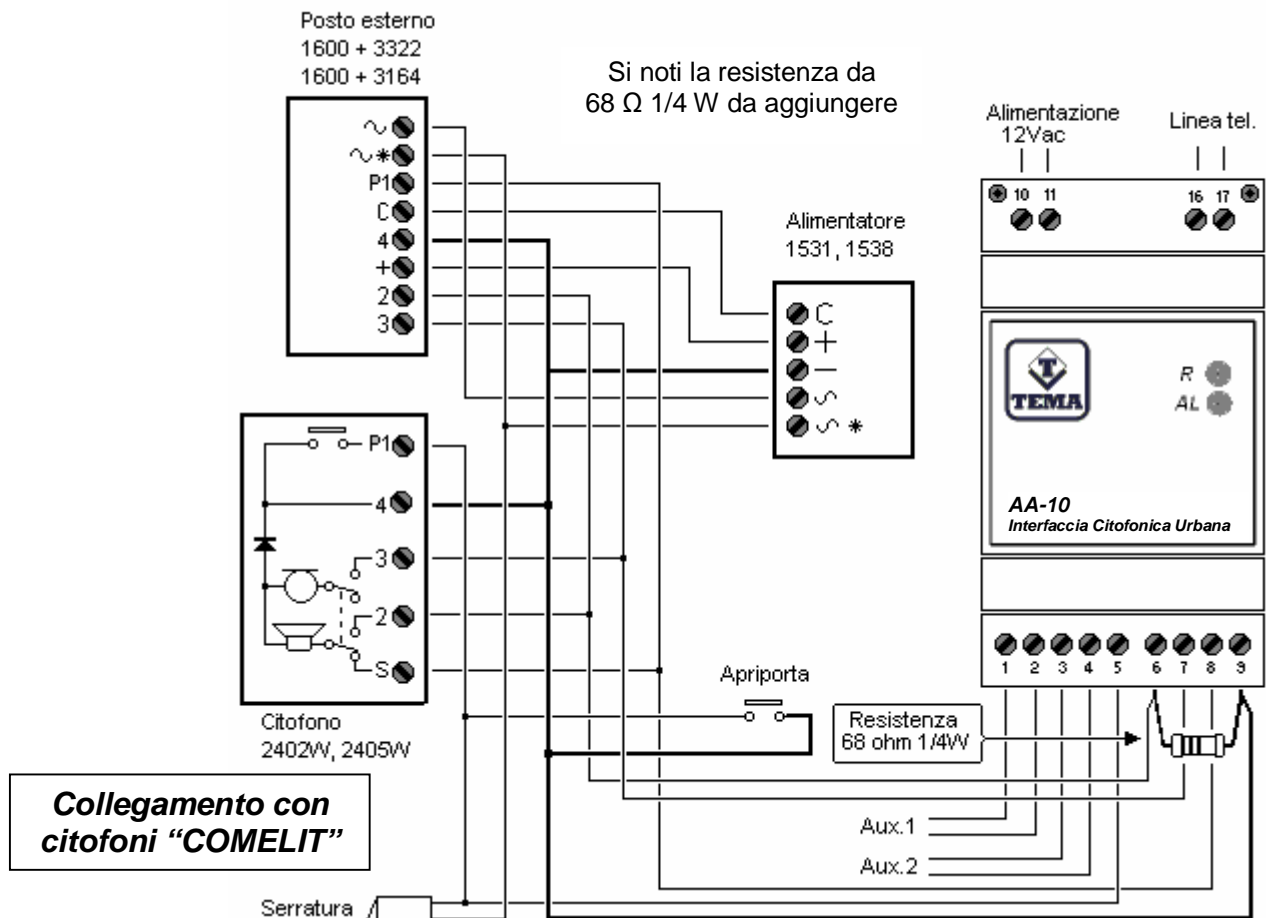 Posto esterno
1600 + 3322
1600 + 3164
Si noti la resistenza da
68 Ω 1/4 W da aggiungere
Alimentazione
12Vac
Linea tel.
10 11
16 17
∿
∿*
P1
C
4
+
2
3
Alimentatore
1531, 1538
C
+
−
∿
∿ *
TEMA
R
AL
AA-10
Interfaccia Citofonica Urbana
P1
4
3
2
S
1 2 3 4 5 6 7 8 9
Citofono
2402W, 2405W
Apriporta
Resistenza
68 ohm 1/4W
Collegamento con
citofoni “COMELIT”
Aux.1
Aux.2
Serratura